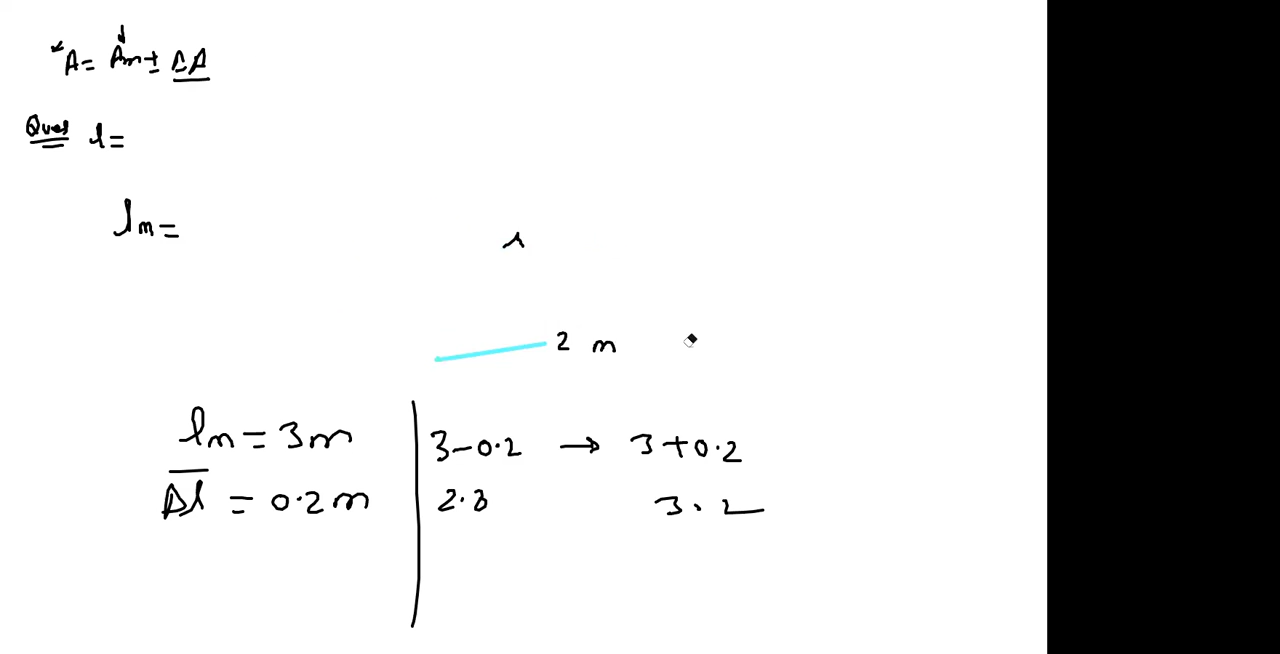 A = Am ± ΔA
Ques l =
lm =
2 m
lm = 3m
3-0.2 → 3+0.2
Δl = 0.2m
2.8
3.2